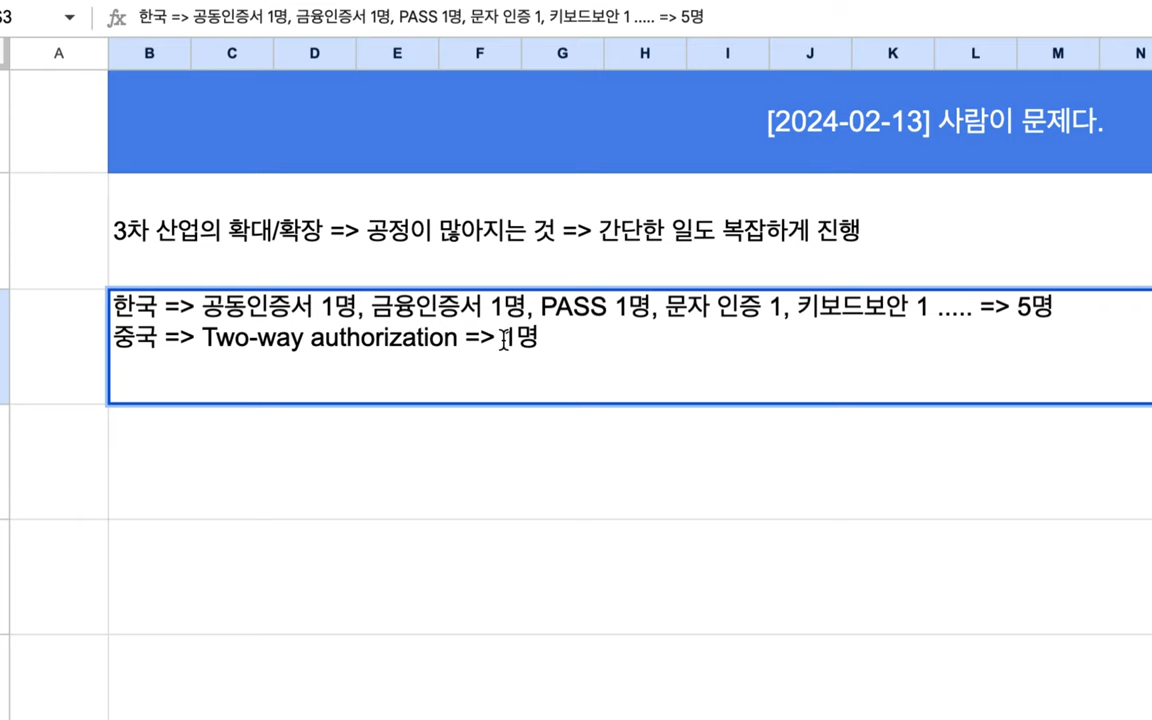 한국 => 공동인증서 1명, 금융인증서 1명, PASS 1명, 문자 인증 1, 키보드보안 1 ..... => 5명
A B C D E F G H I J K L M N
[2024-02-13] 사람이 문제다.
3차 산업의 확대/확장 => 공정이 많아지는 것 => 간단한 일도 복잡하게 진행
한국 => 공동인증서 1명, 금융인증서 1명, PASS 1명, 문자 인증 1, 키보드보안 1 ..... => 5명
중국 => Two-way authorization => 1명